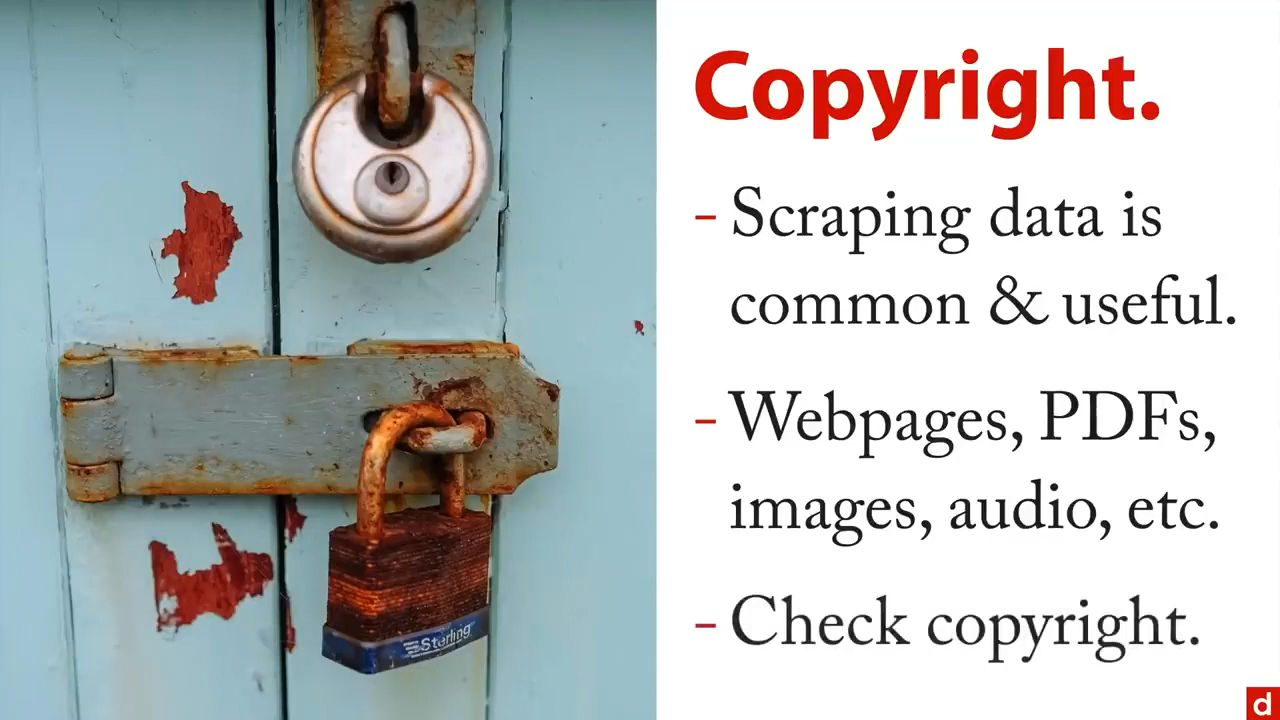 Copyright.
- Scraping data is
common & useful.
- Webpages, PDFs,
images, audio, etc.
- Check copyright.
Sterling
d